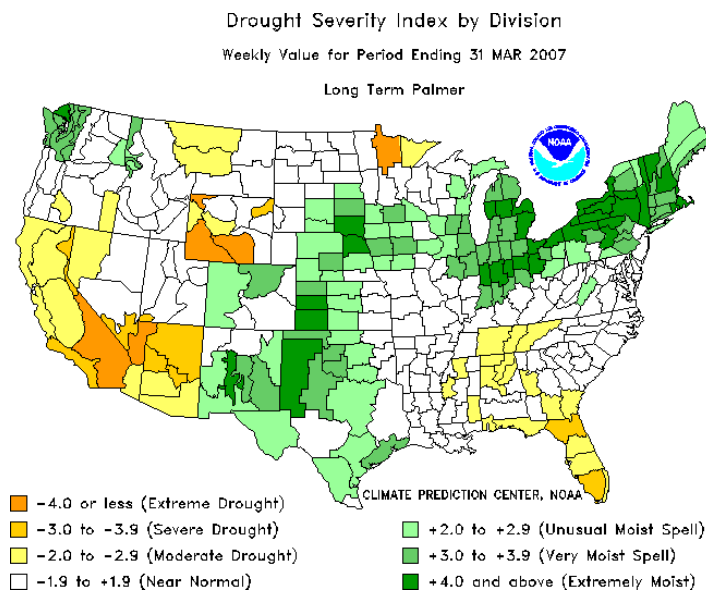 Drought Severity Index by Division
Weekly Value for Period Ending 31 MAR 2007
Long Term Palmer
NOAA
CLIMATE PREDICTION CENTER, NOAA
-4.0 or less (Extreme Drought)
-3.0 to -3.9 (Severe Drought)
-2.0 to -2.9 (Moderate Drought)
-1.9 to +1.9 (Near Normal)
+2.0 to +2.9 (Unusual Moist Spell)
+3.0 to +3.9 (Very Moist Spell)
+4.0 and above (Extremely Moist)